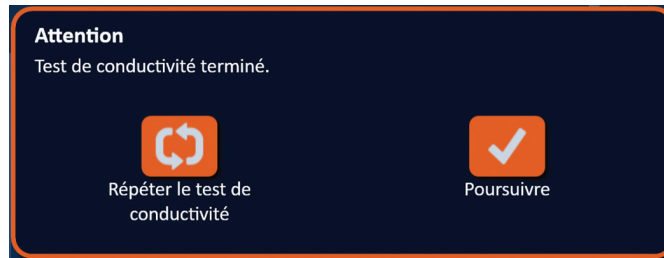 Attention
Test de conductivité terminé.
Répéter le test de
conductivité
Poursuivre